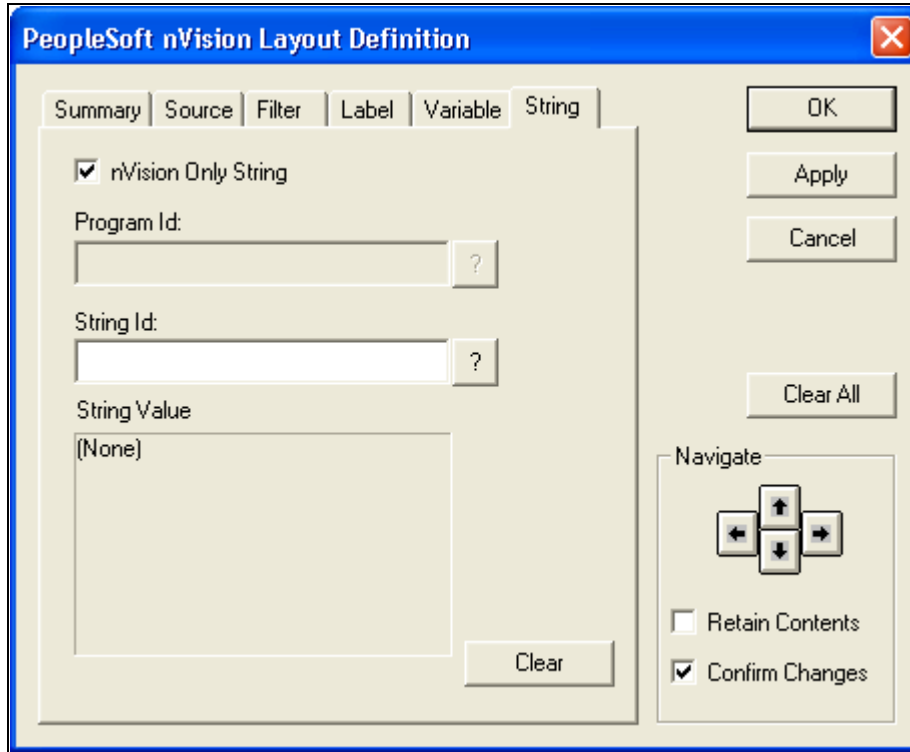 PeopleSoft nVision Layout Definition
Summary Source Filter Label Variable String
nVision Only String
Program Id:
?
String Id:
?
String Value
(None)
Clear
OK
Apply
Cancel
Clear All
Navigate
Retain Contents
Confirm Changes